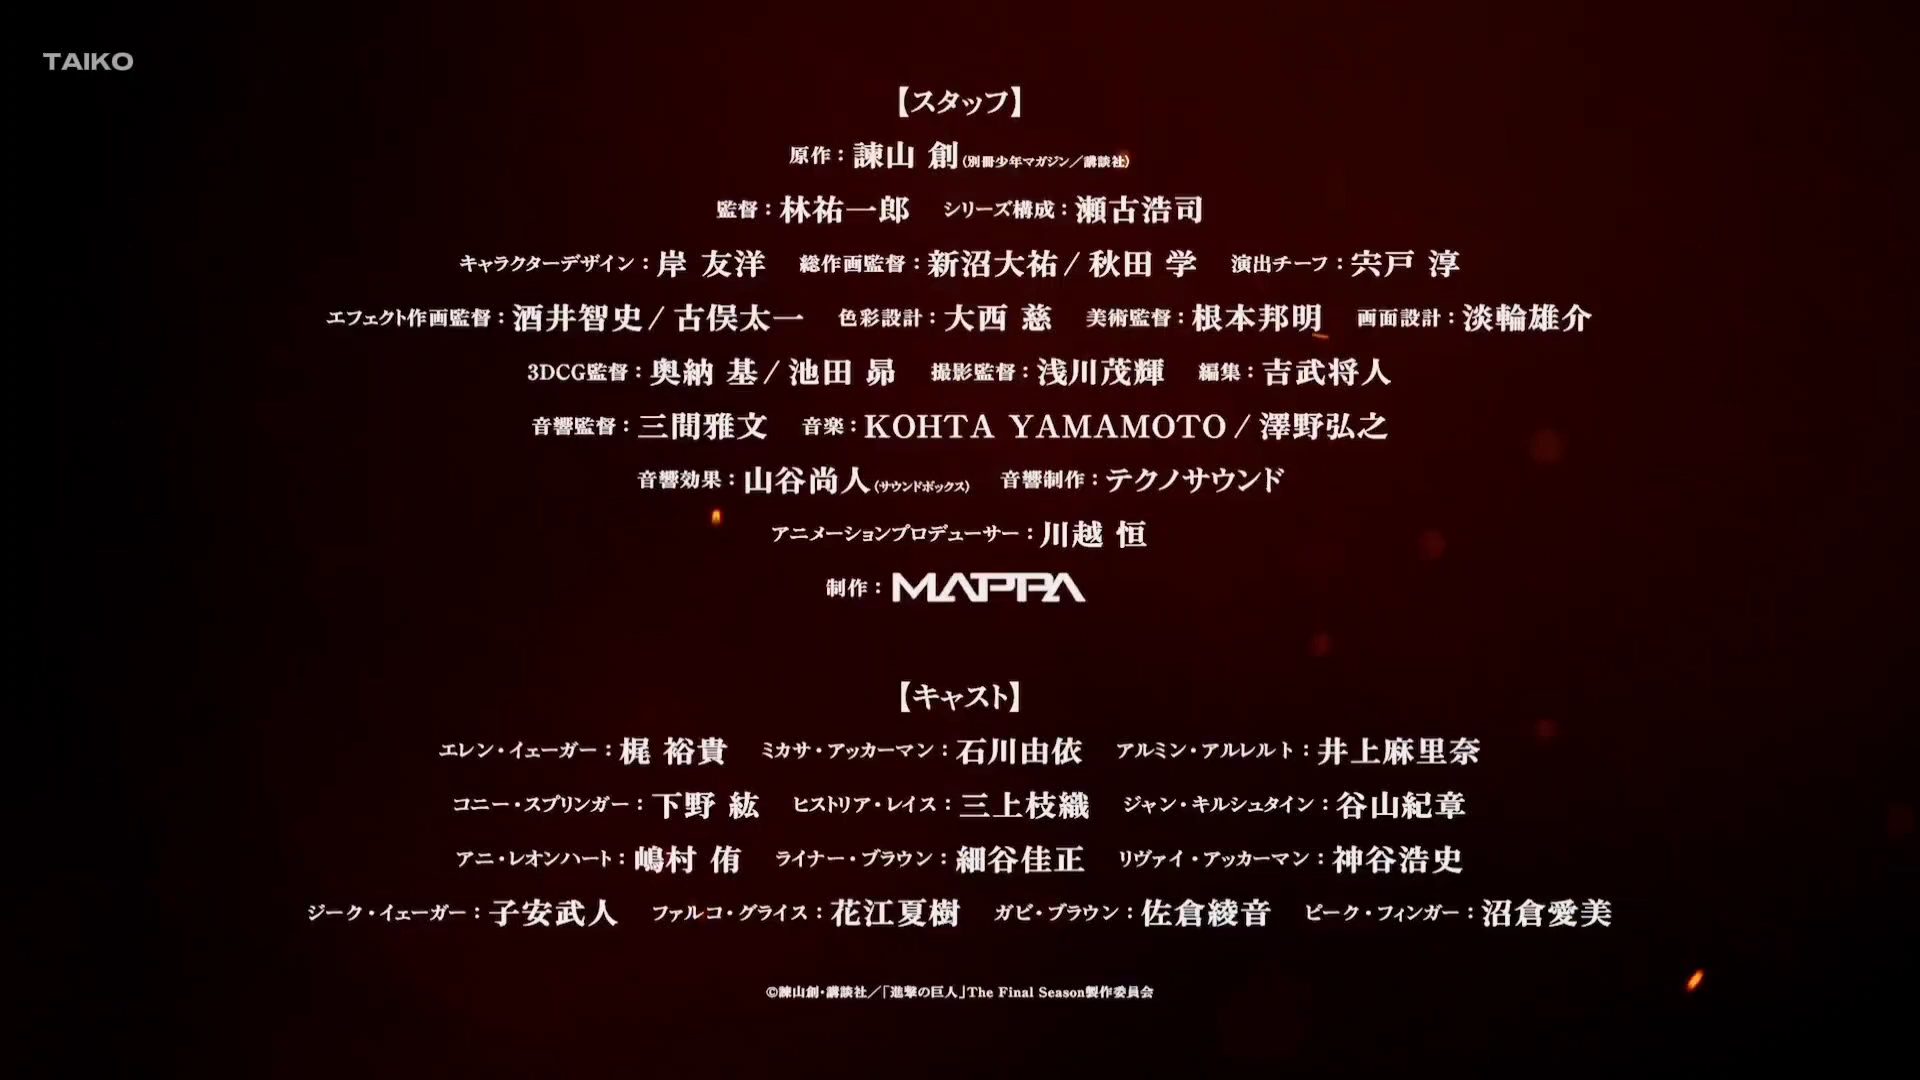 TAIKO
【スタッフ】
原作：諫山 創（別冊少年マガジン／講談社）
監督：林祐一郎　シリーズ構成：瀬古浩司
キャラクターデザイン：岸 友洋　総作画監督：新沼大祐／秋田 学　演出チーフ：宍戸 淳
エフェクト作画監督：酒井智史／古俣太一　色彩設計：大西 慈　美術監督：根本邦明　画面設計：淡輪雄介
3DCG監督：奥納 基／池田 昴　撮影監督：浅川茂輝　編集：吉武将人
音響監督：三間雅文　音楽：KOHTA YAMAMOTO／澤野弘之
音響効果：山谷尚人（サウンドボックス）　音響制作：テクノサウンド
アニメーションプロデューサー：川越 恒
制作：MAPPA
【キャスト】
エレン・イェーガー：梶 裕貴　ミカサ・アッカーマン：石川由依　アルミン・アルレルト：井上麻里奈
コニー・スプリンガー：下野 紘　ヒストリア・レイス：三上枝織　ジャン・キルシュタイン：谷山紀章
アニ・レオンハート：嶋村 侑　ライナー・ブラウン：細谷佳正　リヴァイ・アッカーマン：神谷浩史
ジーク・イェーガー：子安武人　ファルコ・グライス：花江夏樹　ガビ・ブラウン：佐倉綾音　ピーク・フィンガー：沼倉愛美
©諫山創・講談社／「進撃の巨人」The Final Season製作委員会